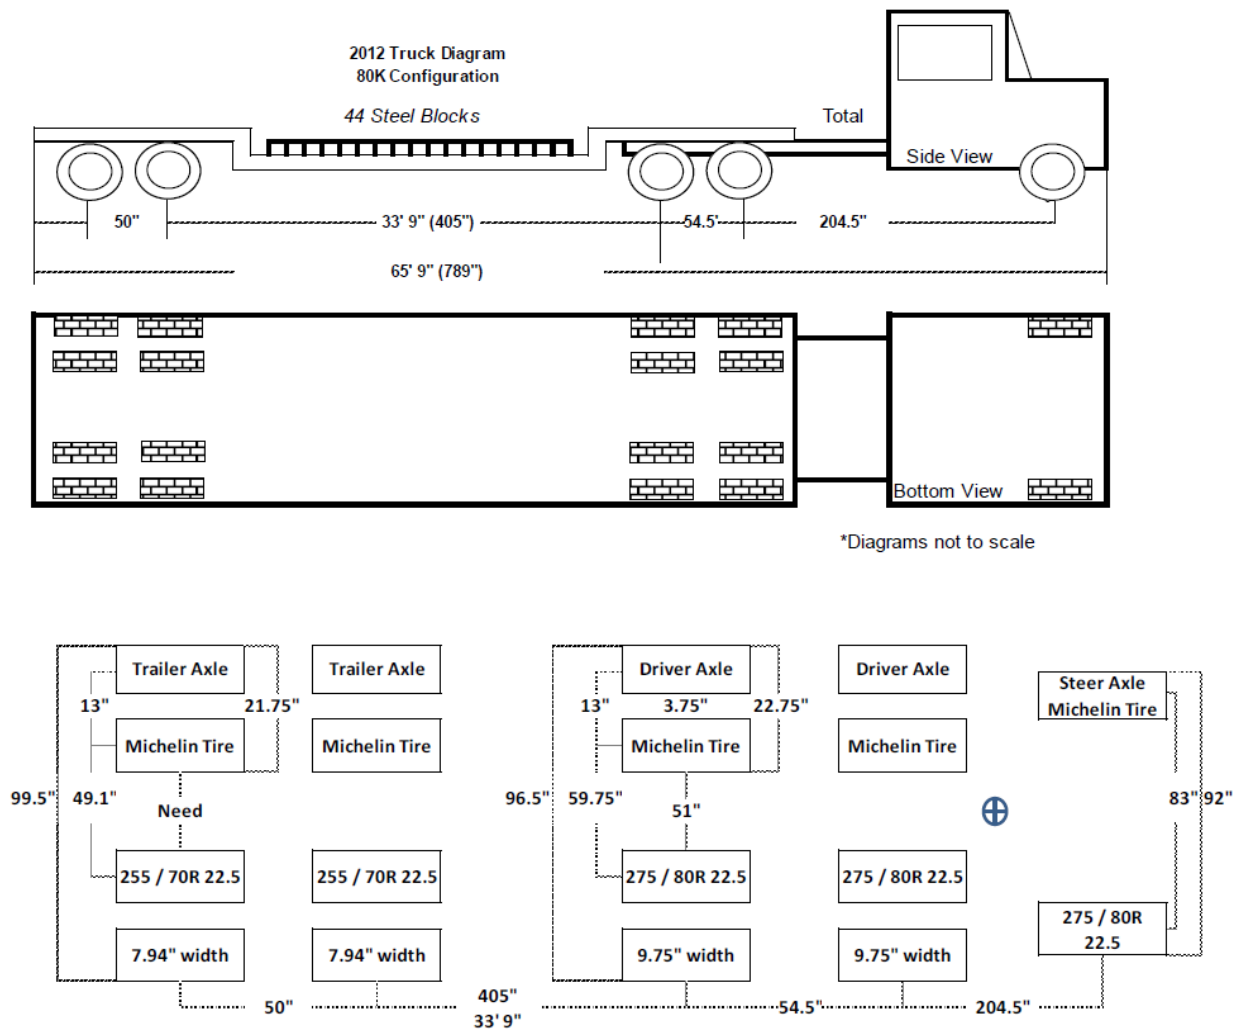 2012 Truck Diagram
80K Configuration
44 Steel Blocks
Total
Side View
50"
33' 9" (405")
54.5'
204.5"
65' 9" (789")
Bottom View
*Diagrams not to scale
Trailer Axle
Trailer Axle
Driver Axle
Driver Axle
Steer Axle
Michelin Tire
13"
21.75"
13"
3.75"
22.75"
Michelin Tire
Michelin Tire
Michelin Tire
Michelin Tire
99.5"
49.1"
Need
96.5"
59.75"
51"
83"
92"
255 / 70R 22.5
255 / 70R 22.5
275 / 80R 22.5
275 / 80R 22.5
275 / 80R
22.5
7.94" width
7.94" width
9.75" width
9.75" width
50"
405"
33' 9"
54.5"
204.5"